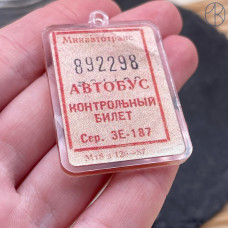 Минавтотранс
892298
АВТОБУС
КОНТРОЛЬНЫЙ
БИЛЕТ
Сер. ЗЕ-187